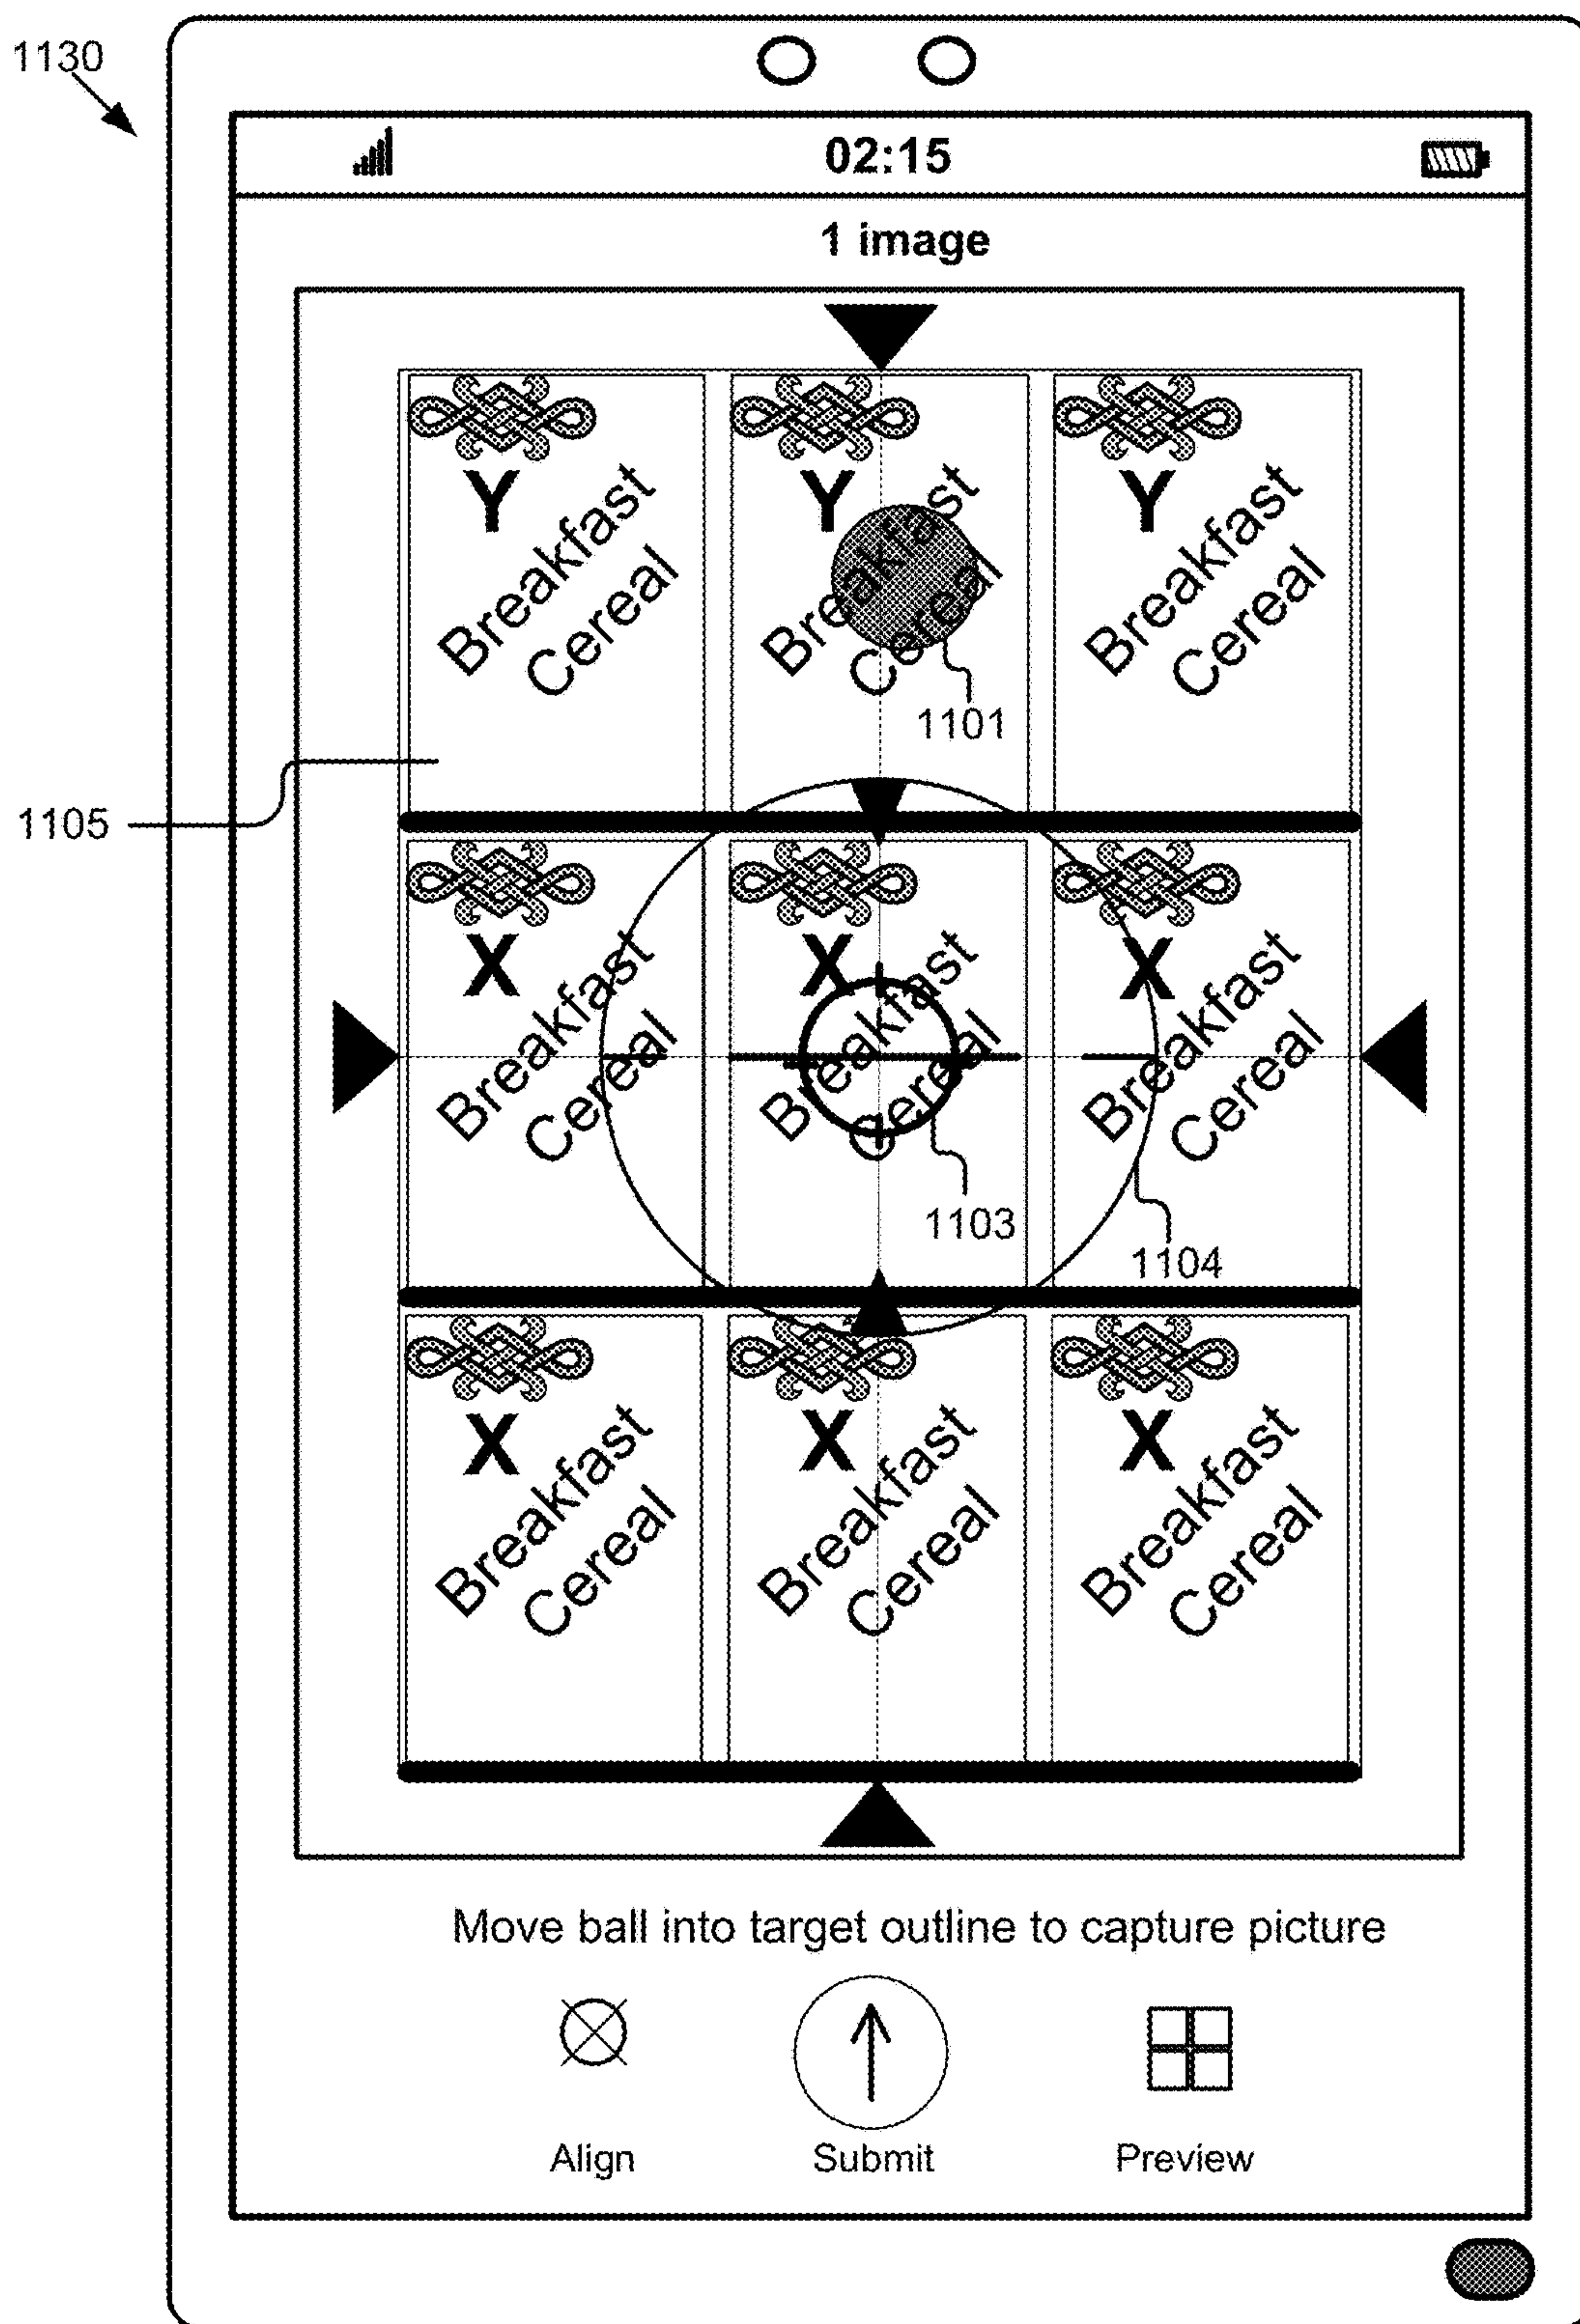 1130
02:15
1 image
Y
Breakfast
Cereal
Y
Breakfast
Cereal
Y
Breakfast
Cereal
1101
1105
X
Breakfast
Cereal
X
Breakfast
Cereal
X
Breakfast
Cereal
1103
1104
X
Breakfast
Cereal
X
Breakfast
Cereal
X
Breakfast
Cereal
Move ball into target outline to capture picture
Align
Submit
Preview